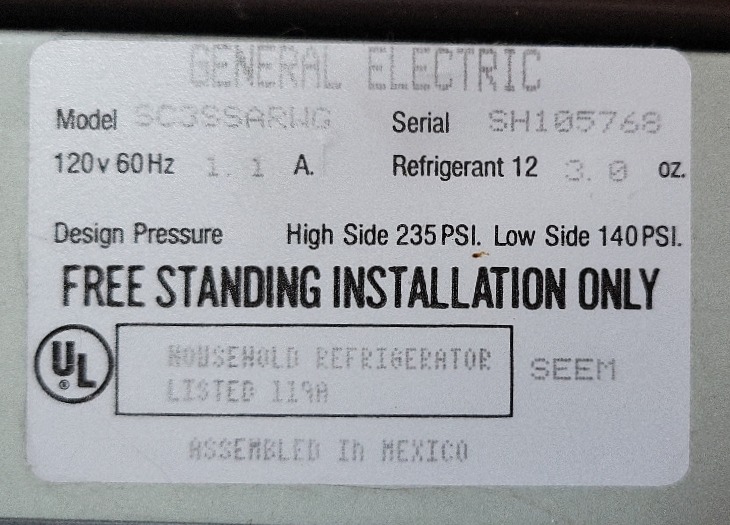 GENERAL ELECTRIC
Model SC3SSARWG Serial SH105768
120v 60Hz 1.1 A. Refrigerant 12 3.0 oz.
Design Pressure High Side 235 PSI. Low Side 140 PSI.
FREE STANDING INSTALLATION ONLY
UL ® HOUSEHOLD REFRIGERATOR SEEM
LISTED 119A
ASSEMBLED In MEXICO